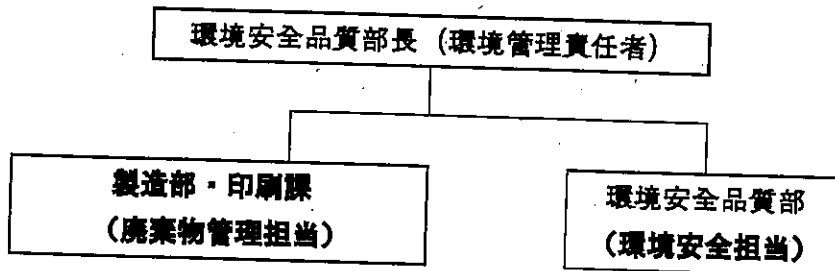 環境安全品質部長（環境管理責任者）
製造部・印刷課
（廃棄物管理担当）
環境安全品質部
（環境安全担当）